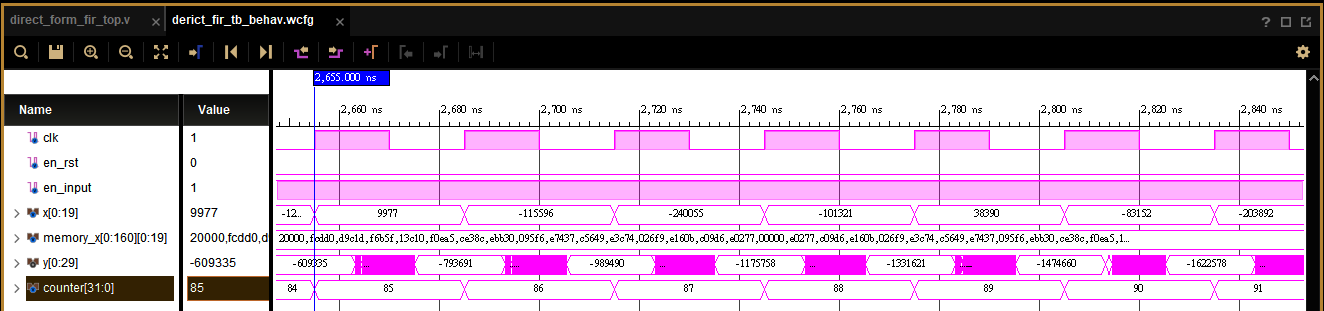 direct_form_fir_top.v × derict_fir_tb_behav.wcfg ×
2,655.000 ns
Name Value
2,660 ns 2,680 ns 2,700 ns 2,720 ns 2,740 ns 2,760 ns 2,780 ns 2,800 ns 2,820 ns 2,840 ns
clk 1
en_rst 0
en_input 1
x[0:19] 9977 -12... 9977 -115596 -240055 -101321 38390 -83152 -203892
memory_x[0:160][0:19] 20000,fcdd0,d 20000,fcdd0,d9c1d,f6b5f,13c10,f0ea5,ce38c,ebb30,095f6,e7437,c5649,e3c74,026f9,e160b,c0916,e0277,00000,e0277,c0916,e160b,026f9,e3c74,c5649,e7437,095f6,ebb30,ce38c,f0ea5,1...
y[0:29] -609335 -609335 ... -793691 ... -989490 ... -1175758 ... -1331621 ... -1474660 -1622578 ...
counter[31:0] 85 84 85 86 87 88 89 90 91